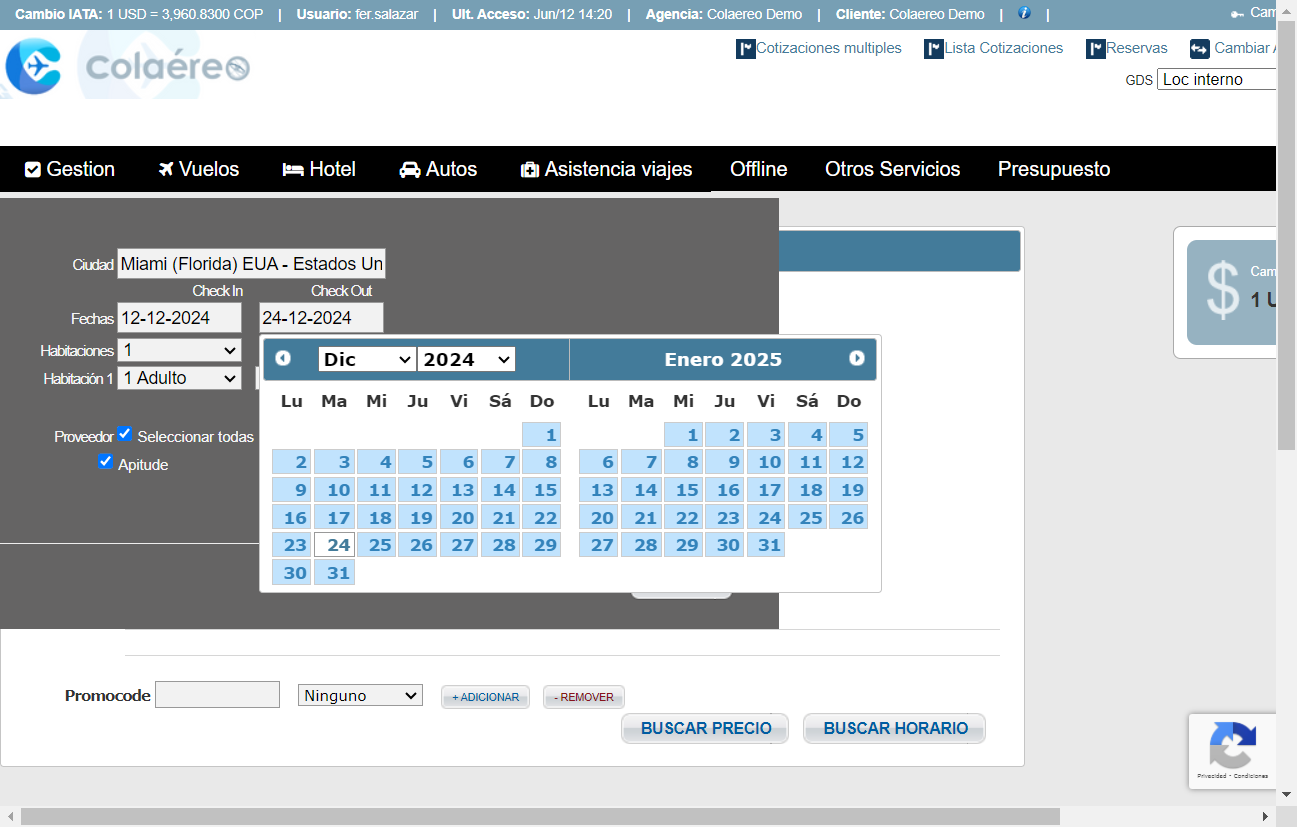 Cambio IATA: 1 USD = 3,960.8300 COP | Usuario: fer.salazar | Ult. Acceso: Jun/12 14:20 | Agencia: Colaereo Demo | Cliente: Colaereo Demo | i | Cam
Colaéreo
Cotizaciones multiples Lista Cotizaciones Reservas Cambiar A
GDS Loc interno
Gestion Vuelos Hotel Autos Asistencia viajes Offline Otros Servicios Presupuesto
Ciudad Miami (Florida) EUA - Estados Un
Check In Check Out
Fechas 12-12-2024 24-12-2024
Habitaciones 1
Habitación 1 1 Adulto
Proveedor Seleccionar todas
Apitude
$ Cam
1 U
Dic 2024 Enero 2025
Lu Ma Mi Ju Vi Sá Do Lu Ma Mi Ju Vi Sá Do
1 1 2 3 4 5
2 3 4 5 6 7 8 6 7 8 9 10 11 12
9 10 11 12 13 14 15 13 14 15 16 17 18 19
16 17 18 19 20 21 22 20 21 22 23 24 25 26
23 24 25 26 27 28 29 27 28 29 30 31
30 31
Promocode Ninguno + ADICIONAR - REMOVER
BUSCAR PRECIO BUSCAR HORARIO
Privacidad - Condiciones